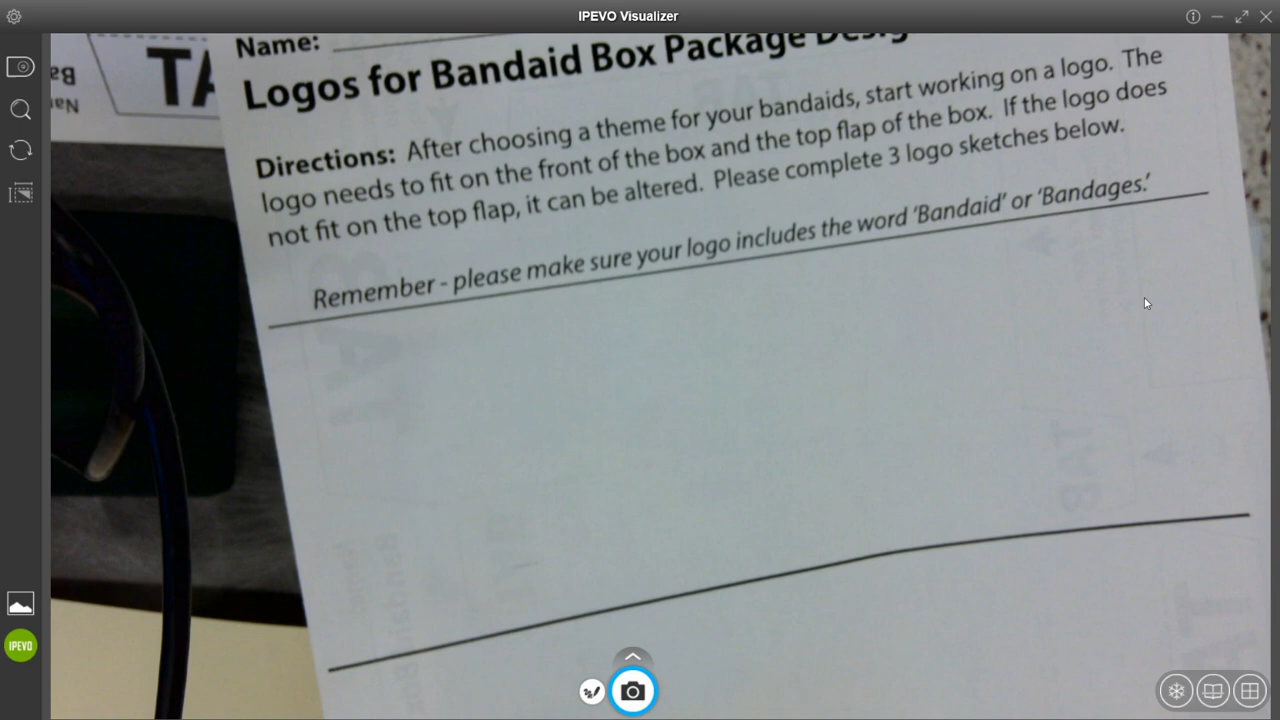 IPEVO Visualizer
Name:
Logos for Bandaid Box Package
Directions: After choosing a theme for your bandaids, start working on a logo. The
logo needs to fit on the front of the box and the top flap of the box. If the logo does
not fit on the top flap, it can be altered. Please complete 3 logo sketches below.
Remember - please make sure your logo includes the word 'Bandaid' or 'Bandages.'
IPEVO